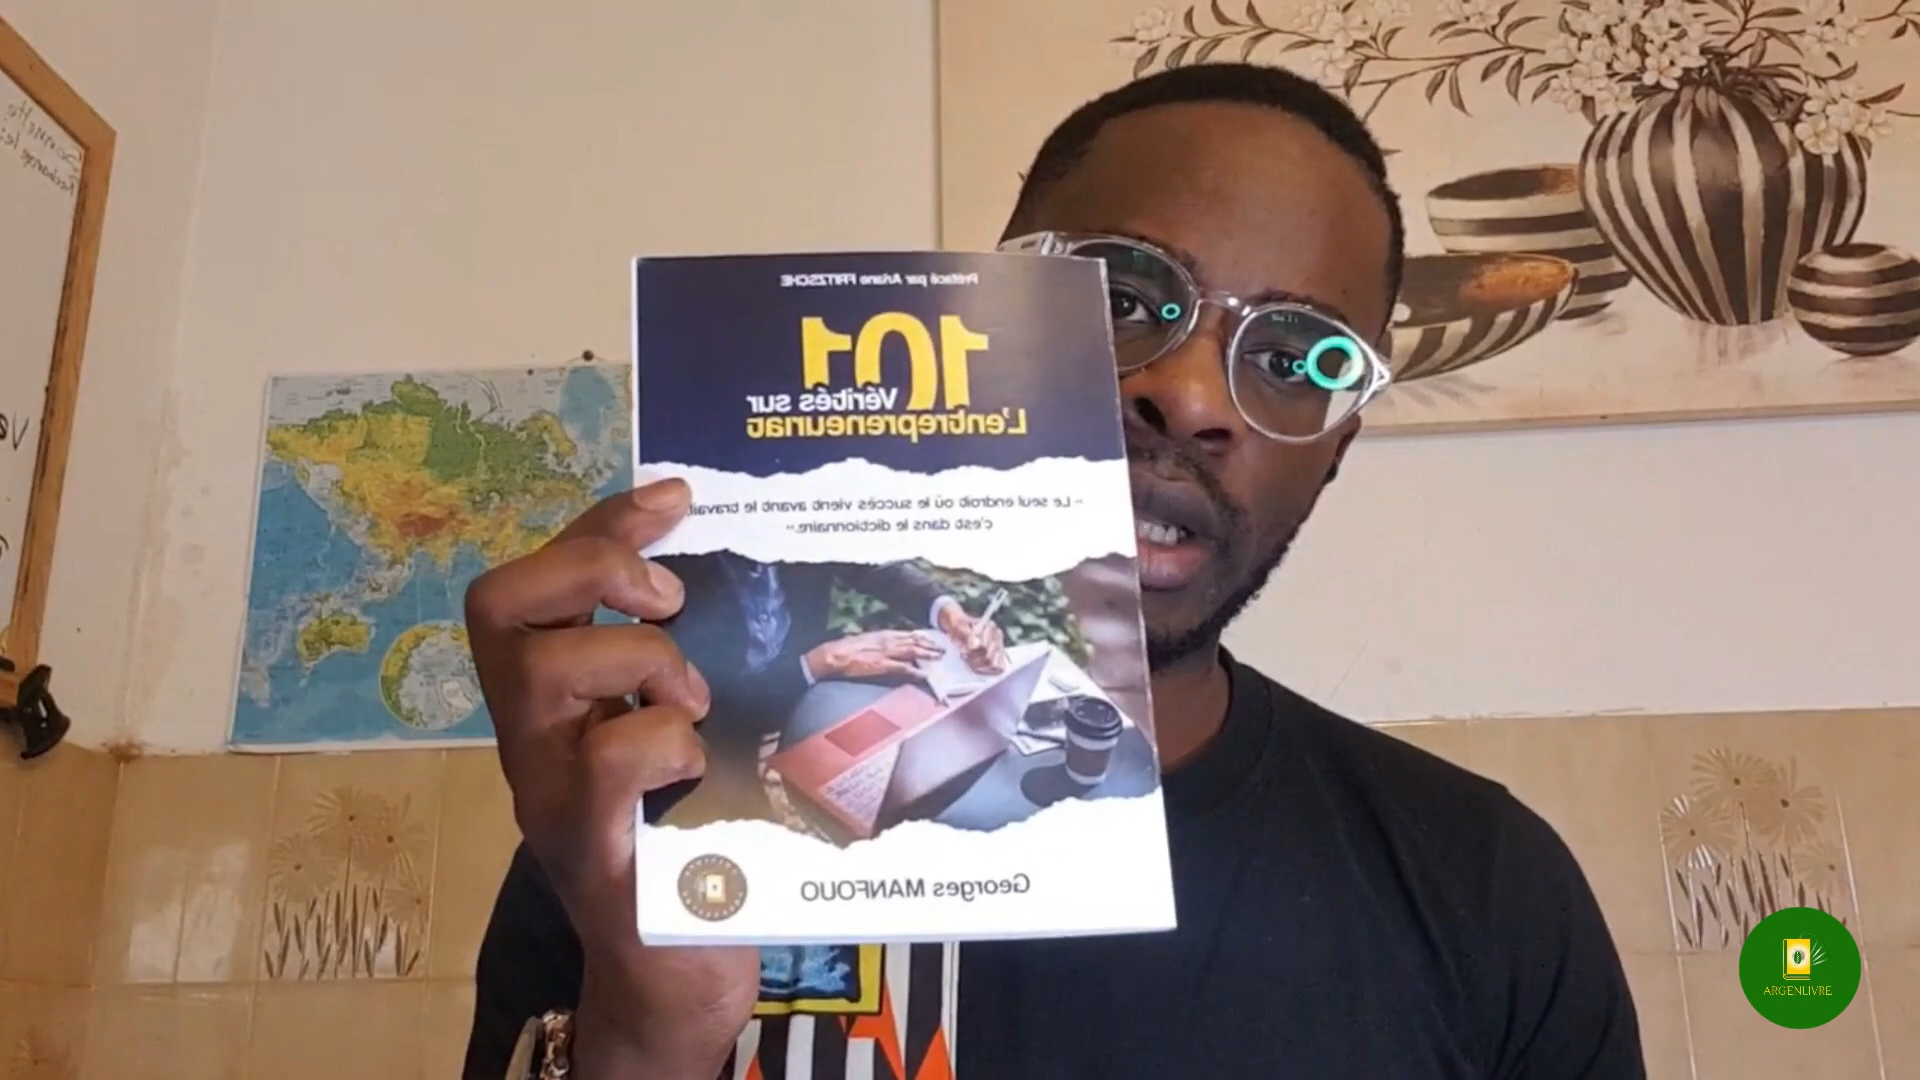 Préfacé par Ariane FRITZSCHE
101
Vérités sur
L'entrepreneuriat
" Le seul endroit où le succès vient avant le travail
c'est dans le dictionnaire."
Georges MANFOUO
ARGENLIVRE